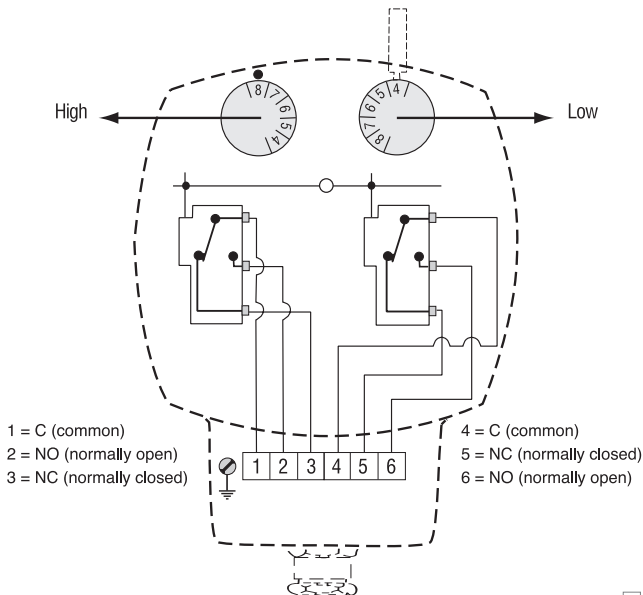 8 7 6 5 4
4 5 6 7 8
High
Low
1 = C (common)
2 = NO (normally open)
3 = NC (normally closed)
1 2 3 4 5 6
4 = C (common)
5 = NC (normally closed)
6 = NO (normally open)